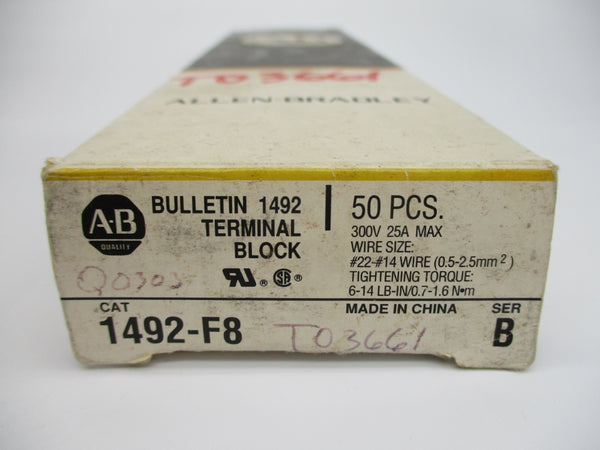 T03661
ALLEN-BRADLEY
A-B
QUALITY
BULLETIN 1492
TERMINAL
BLOCK
50 PCS.
300V 25A MAX
WIRE SIZE:
#22-#14 WIRE (0.5-2.5mm²)
TIGHTENING TORQUE:
6-14 LB-IN/0.7-1.6 N•m
Q0303
MADE IN CHINA
CAT
1492-F8
T03661
SER
B